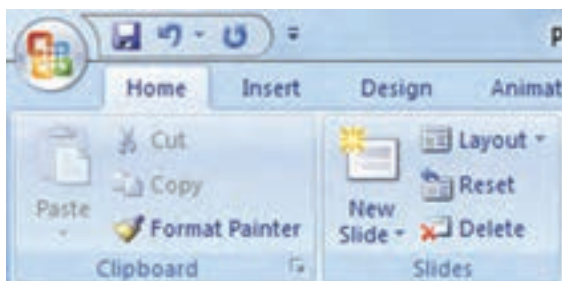 P
Home Insert Design Animat
Paste
Cut
Copy
Format Painter
Clipboard
New
Slide
Layout
Reset
Delete
Slides